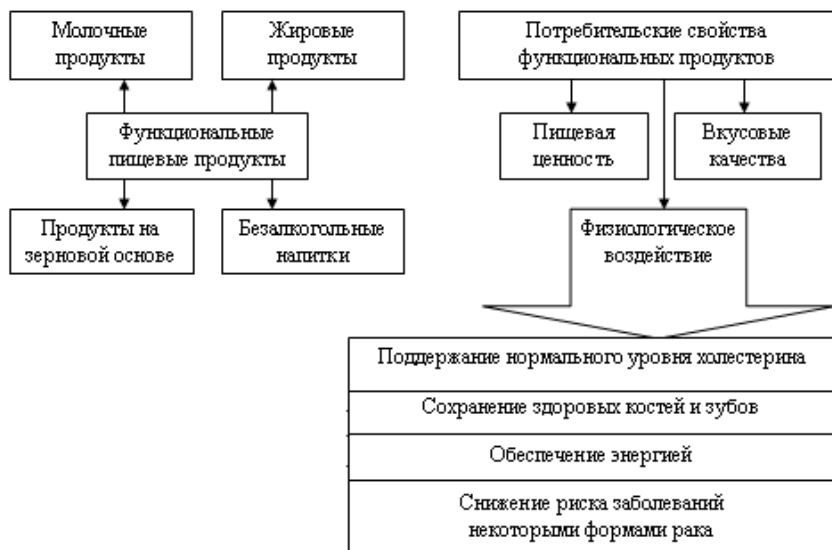 Молочные
продукты
Жировые
продукты
Функциональные
пищевые продукты
Продукты на
зерновой основе
Безалкогольные
напитки
Потребительские свойства
функциональных продуктов
Пищевая
ценность
Вкусовые
качества
Физиологическое
воздействие
Поддержание нормального уровня холестерина
Сохранение здоровых костей и зубов
Обеспечение энергией
Снижение риска заболеваний
некоторыми формами рака